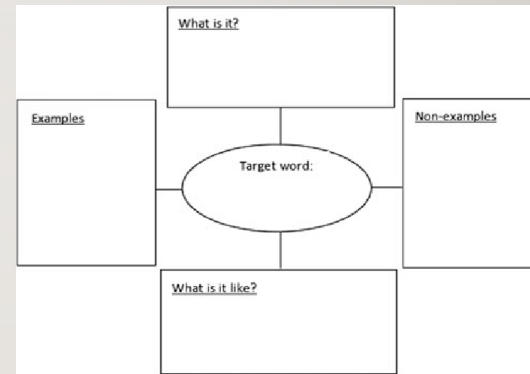 What is it?
Examples
Non-examples
Target word:
What is it like?